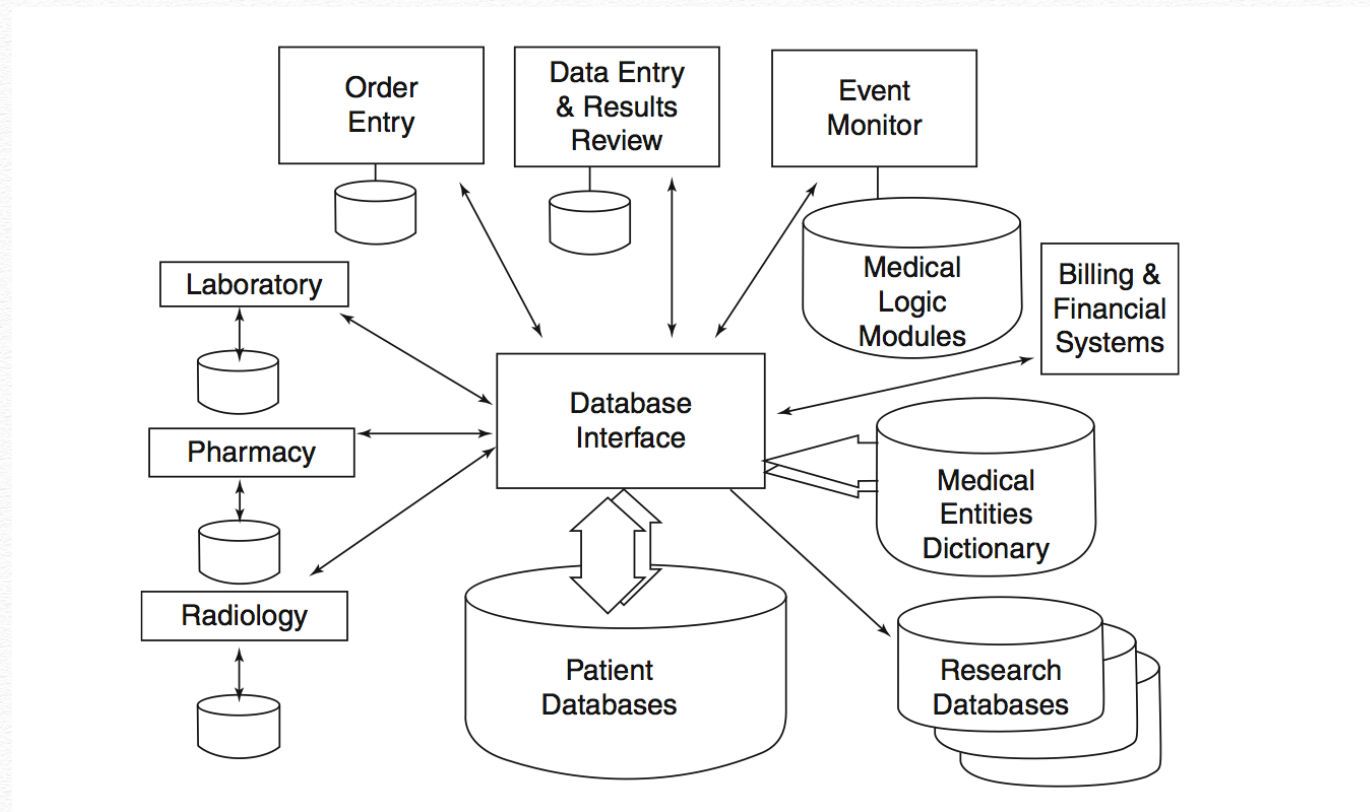 Order
Entry
Data Entry
& Results
Review
Event
Monitor
Medical
Logic
Modules
Billing &
Financial
Systems
Laboratory
Database
Interface
Pharmacy
Medical
Entities
Dictionary
Radiology
Patient
Databases
Research
Databases